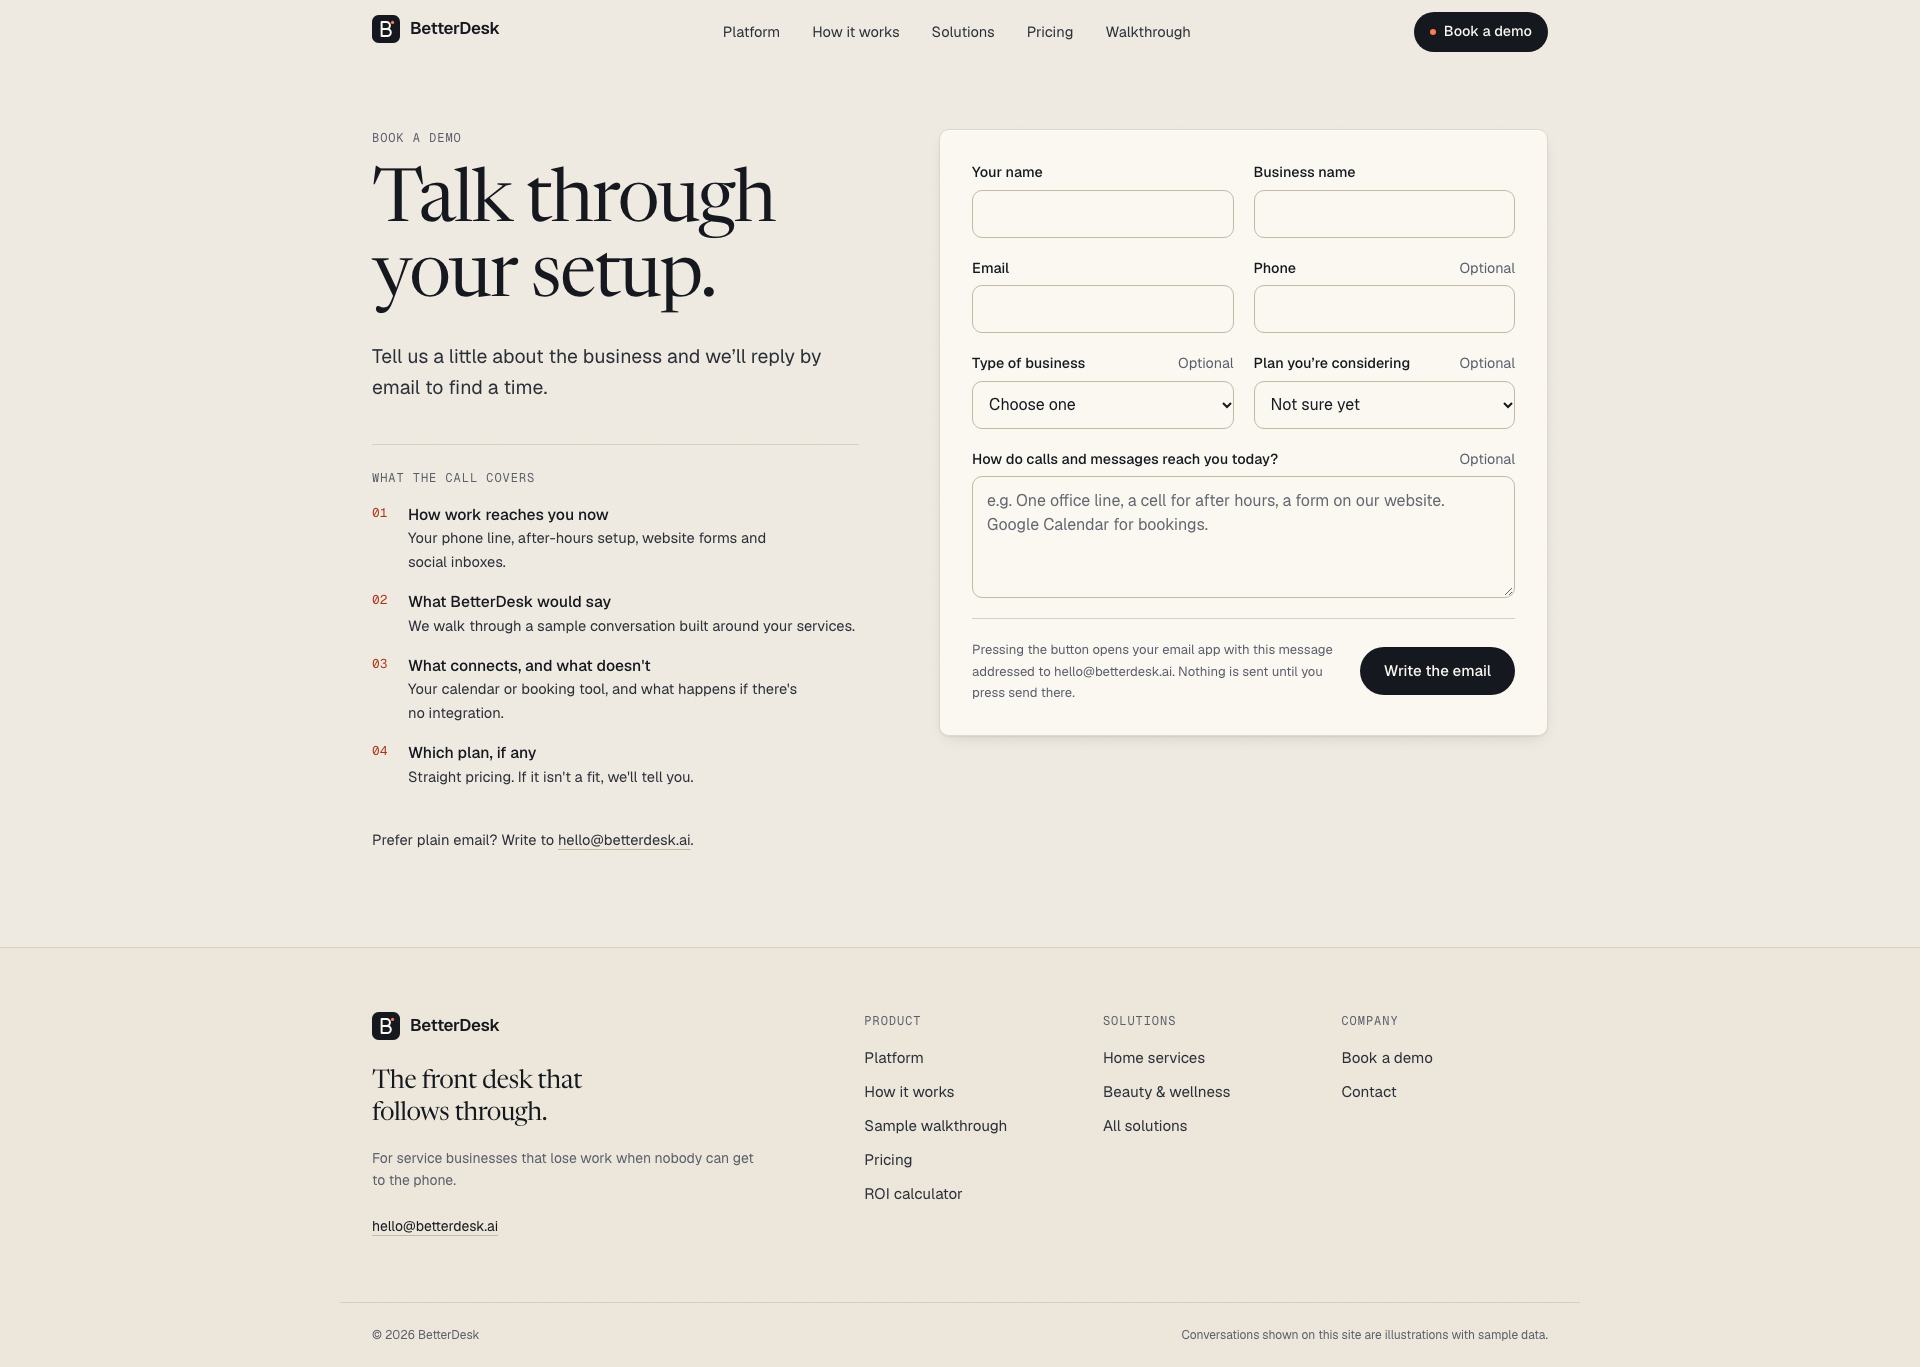 BetterDesk
Platform
How it works
Solutions
Pricing
Walkthrough
Book a demo
BOOK A DEMO
Talk through
your setup.
Tell us a little about the business and we’ll reply by
email to find a time.
WHAT THE CALL COVERS
01
How work reaches you now
Your phone line, after-hours setup, website forms and
social inboxes.
02
What BetterDesk would say
We walk through a sample conversation built around your services.
03
What connects, and what doesn't
Your calendar or booking tool, and what happens if there's
no integration.
04
Which plan, if any
Straight pricing. If it isn't a fit, we'll tell you.
Prefer plain email? Write to hello@betterdesk.ai.
Your name
Business name
Email
Phone
Optional
Type of business
Optional
Plan you’re considering
Optional
Choose one
Not sure yet
How do calls and messages reach you today?
Optional
e.g. One office line, a cell for after hours, a form on our website.
Google Calendar for bookings.
Pressing the button opens your email app with this message
addressed to hello@betterdesk.ai. Nothing is sent until you
press send there.
Write the email
B
BetterDesk
The front desk that
follows through.
For service businesses that lose work when nobody can get
to the phone.
hello@betterdesk.ai
PRODUCT
Platform
How it works
Sample walkthrough
Pricing
ROI calculator
SOLUTIONS
Home services
Beauty & wellness
All solutions
COMPANY
Book a demo
Contact
© 2026 BetterDesk
Conversations shown on this site are illustrations with sample data.